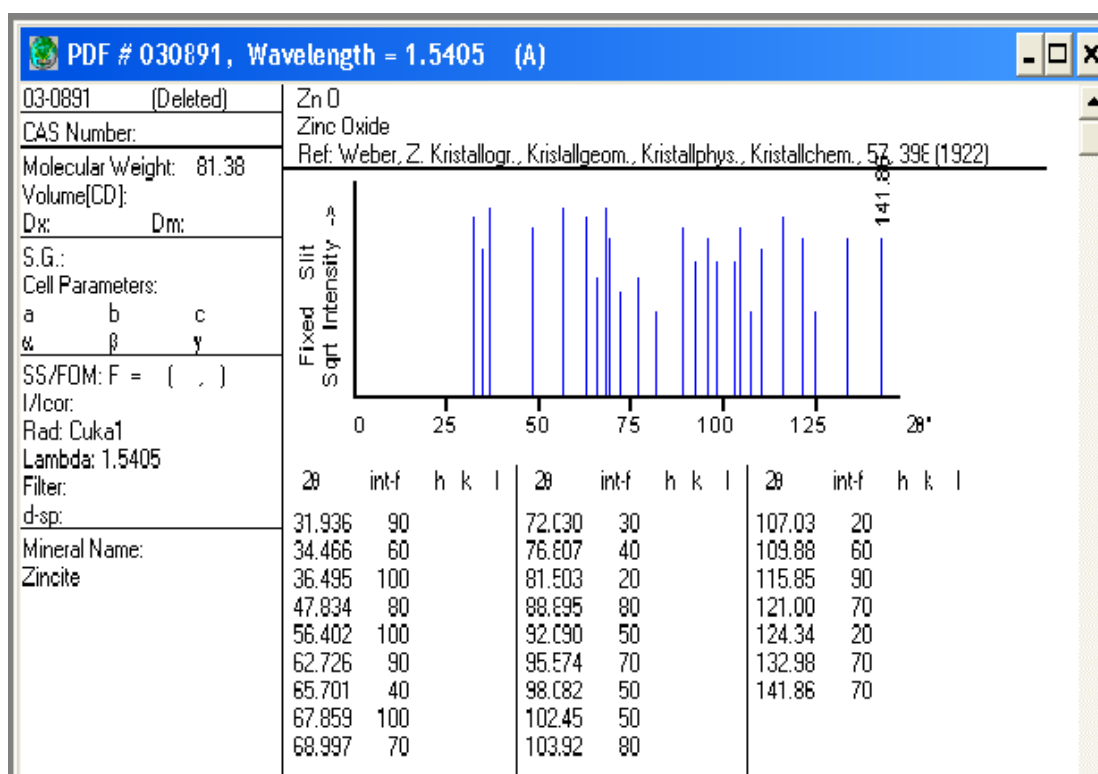 PDF # 030891, Wavelength = 1.5405 (A)
03-0891 (Deleted)
CAS Number:
Molecular Weight: 81.38
Volume[CD]:
Dx: Dm:
S.G.:
Cell Parameters:
a b c
α β γ
SS/FOM: F = ( , )
I/Icor:
Rad: Cuka1
Lambda: 1.5405
Filter:
d-sp:
Mineral Name:
Zincite
Zn O
Zinc Oxide
Ref: Weber, Z. Kristallogr., Kristallgeom., Kristallphys., Kristallchem., 57, 398 (1922)
141.86
Fixed Slit
Sqrt Intensity ->
0 25 50 75 100 125 2θ°
2θ int-f h k l
31.936 90
34.466 60
36.495 100
47.834 80
56.402 100
62.726 90
65.701 40
67.859 100
68.997 70
2θ int-f h k l
72.030 30
76.807 40
81.503 20
88.895 80
92.090 50
95.574 70
98.082 50
102.45 50
103.92 80
2θ int-f h k l
107.03 20
109.88 60
115.85 90
121.00 70
124.34 20
132.98 70
141.86 70